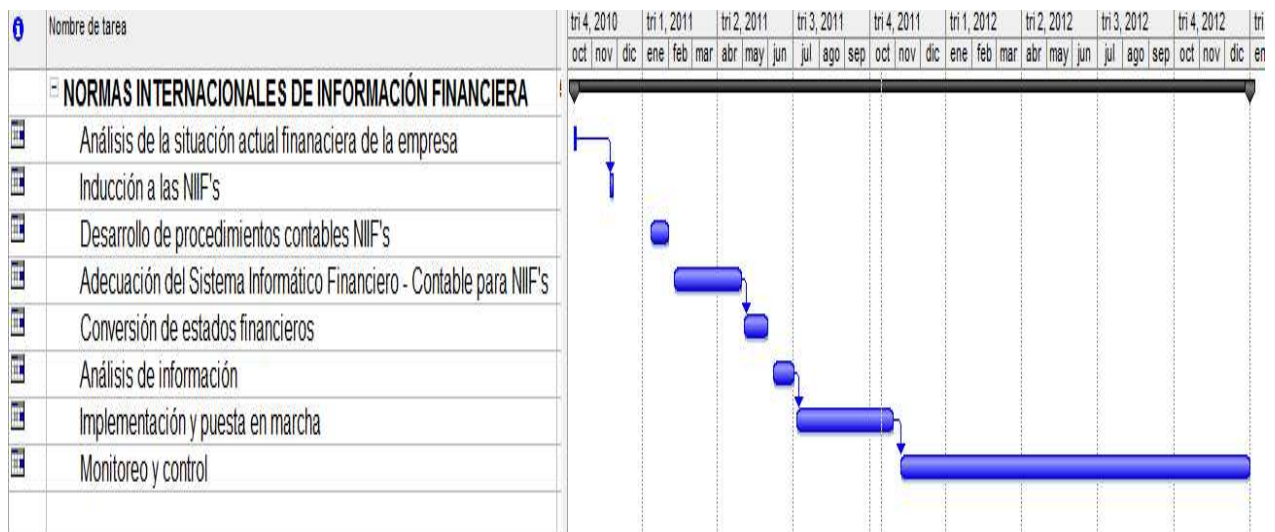 Nombre de tarea
tri 4, 2010 tri 1, 2011 tri 2, 2011 tri 3, 2011 tri 4, 2011 tri 1, 2012 tri 2, 2012 tri 3, 2012 tri 4, 2012 tri
oct nov dic ene feb mar abr may jun jul ago sep oct nov dic ene feb mar abr may jun jul ago sep oct nov dic en
NORMAS INTERNACIONALES DE INFORMACIÓN FINANCIERA
Análisis de la situación actual finanaciera de la empresa
Inducción a las NIIF's
Desarrollo de procedimientos contables NIIF's
Adecuación del Sistema Informático Financiero - Contable para NIIF's
Conversión de estados financieros
Análisis de información
Implementación y puesta en marcha
Monitoreo y control